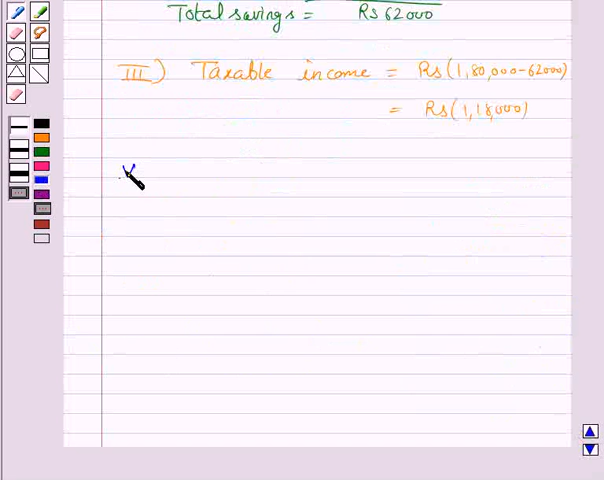 Total savings = Rs 62000
III) Taxable income = Rs(1,80,000-62000)
= Rs(1,18,000)